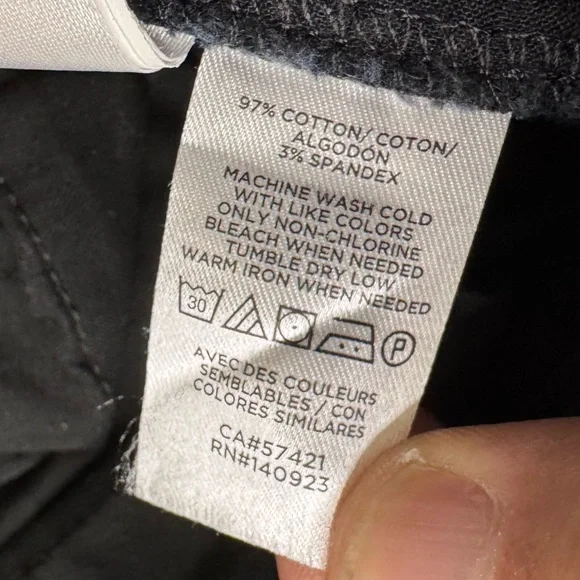 97% COTTON/ COTON/
ALGODÓN
3% SPANDEX
MACHINE WASH COLD
WITH LIKE COLORS
ONLY NON-CHLORINE
BLEACH WHEN NEEDED
TUMBLE DRY LOW
WARM IRON WHEN NEEDED
30 P
AVEC DES COULEURS
SEMBLABLES / CON
COLORES SIMILARES
CA#57421
RN#140923